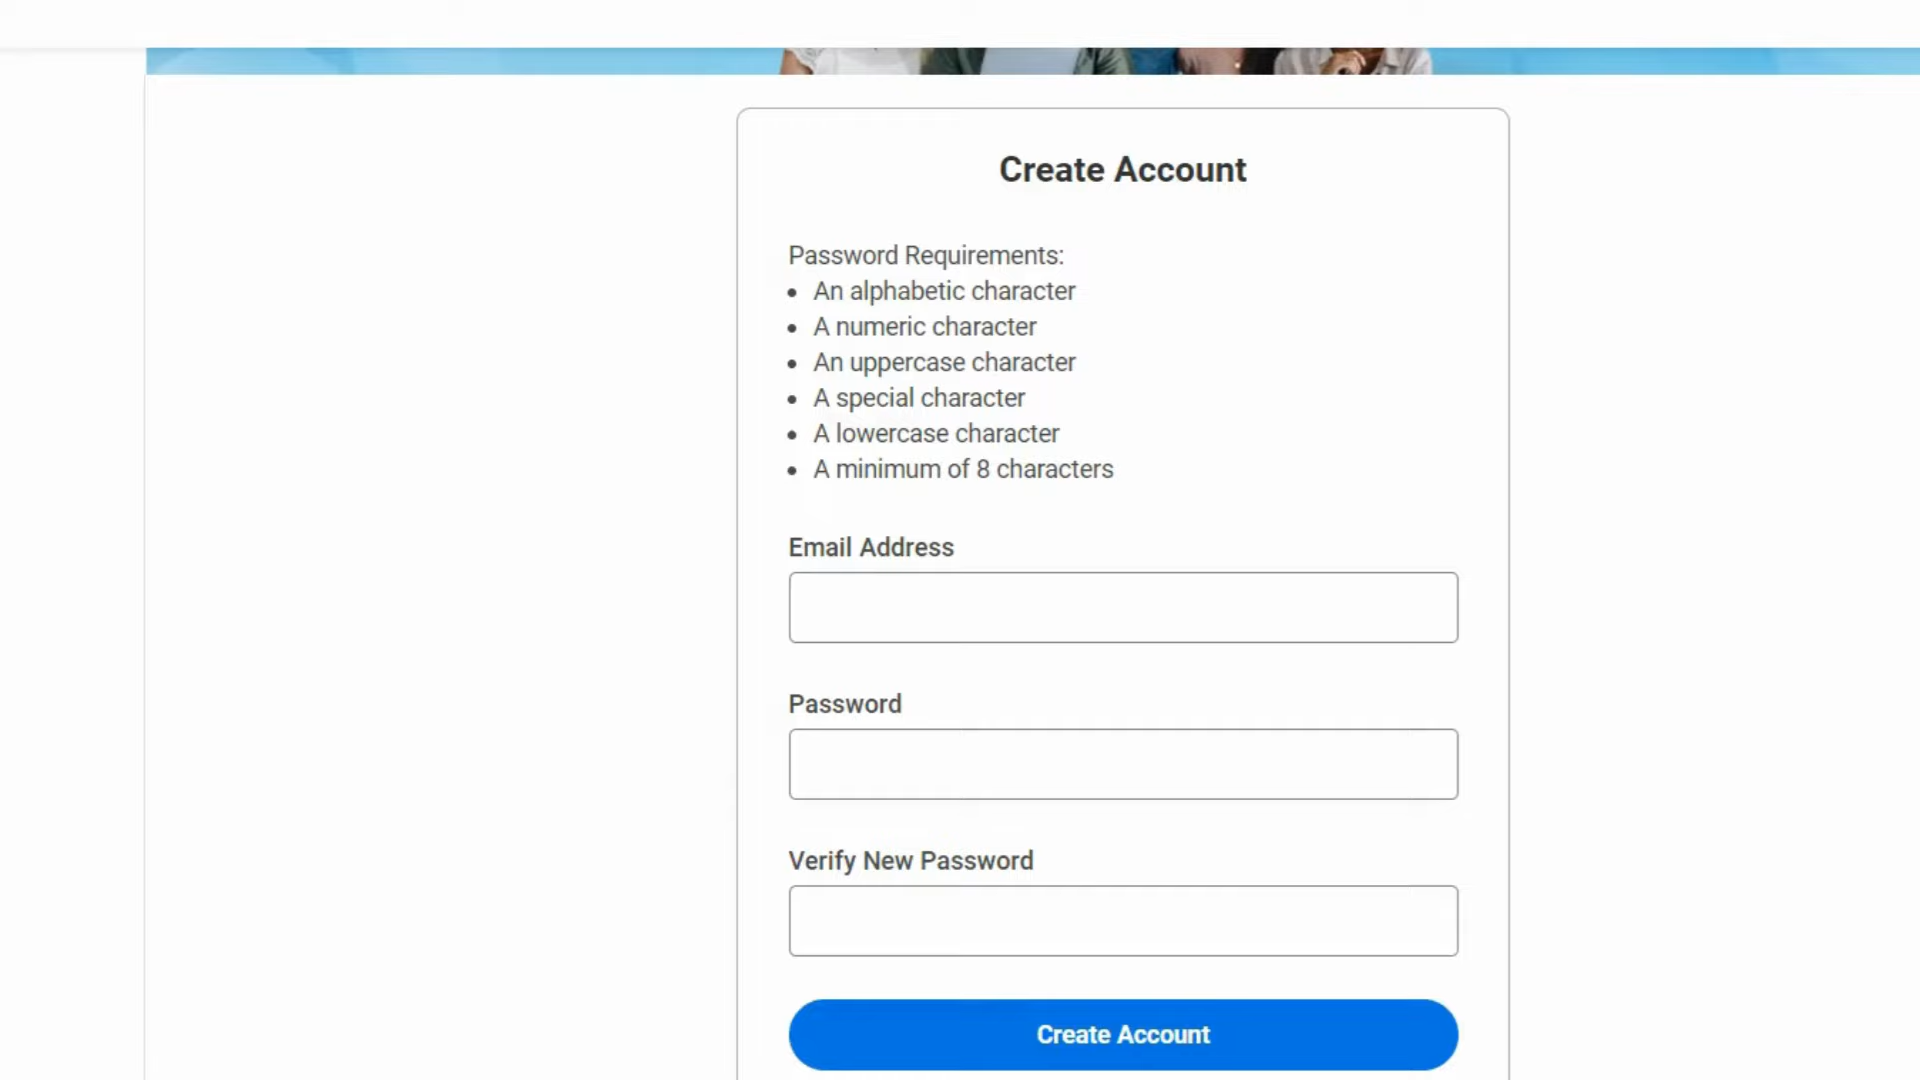 Create Account
Password Requirements:
• An alphabetic character
• A numeric character
• An uppercase character
• A special character
• A lowercase character
• A minimum of 8 characters
Email Address
Password
Verify New Password
Create Account